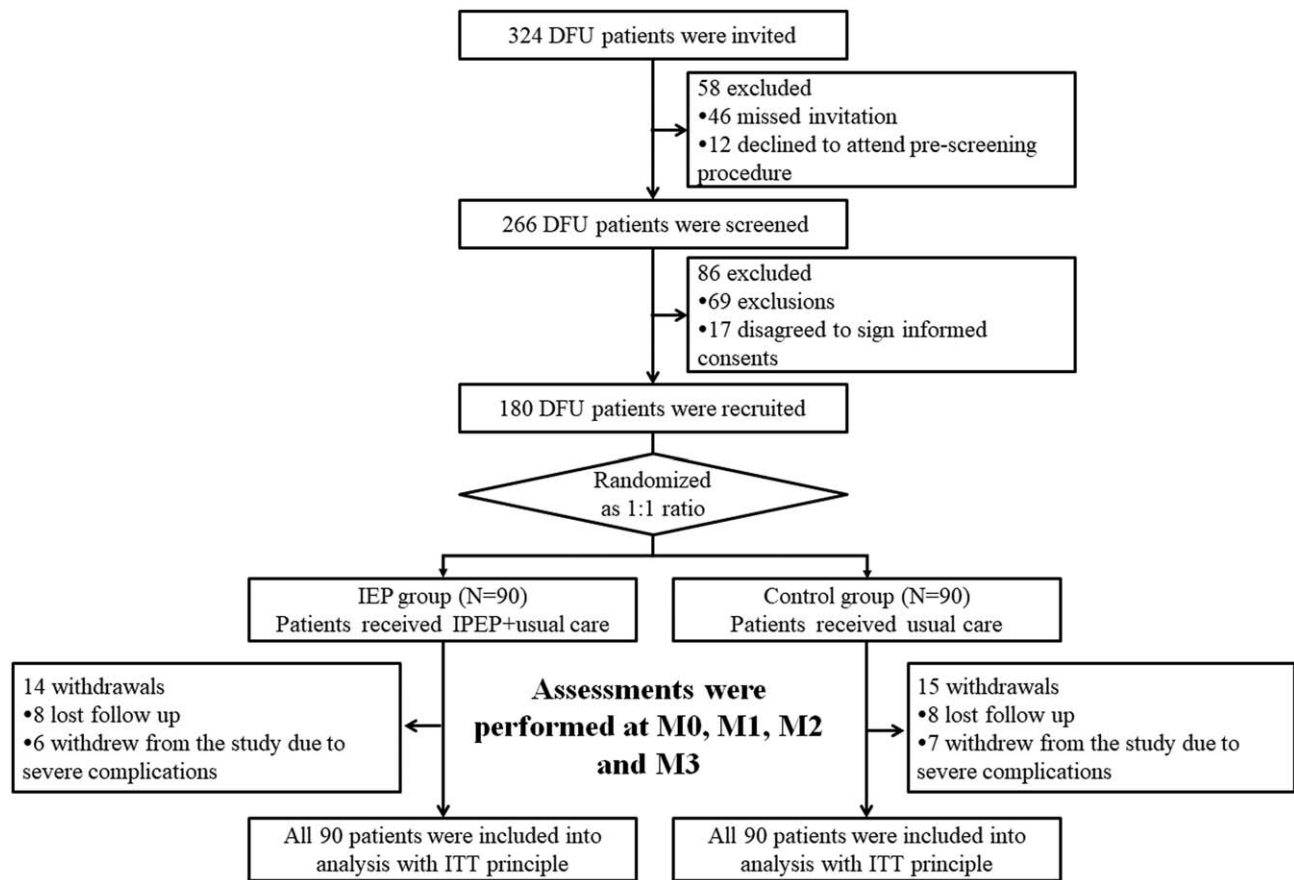 324 DFU patients were invited
58 excluded
•46 missed invitation
•12 declined to attend pre-screening
procedure
266 DFU patients were screened
86 excluded
•69 exclusions
•17 disagreed to sign informed
consents
180 DFU patients were recruited
Randomized
as 1:1 ratio
IEP group (N=90)
Patients received IPEP+usual care
Control group (N=90)
Patients received usual care
14 withdrawals
•8 lost follow up
•6 withdrew from the study due to
severe complications
Assessments were
performed at M0, M1, M2
and M3
15 withdrawals
•8 lost follow up
•7 withdrew from the study due to
severe complications
All 90 patients were included into
analysis with ITT principle
All 90 patients were included into
analysis with ITT principle